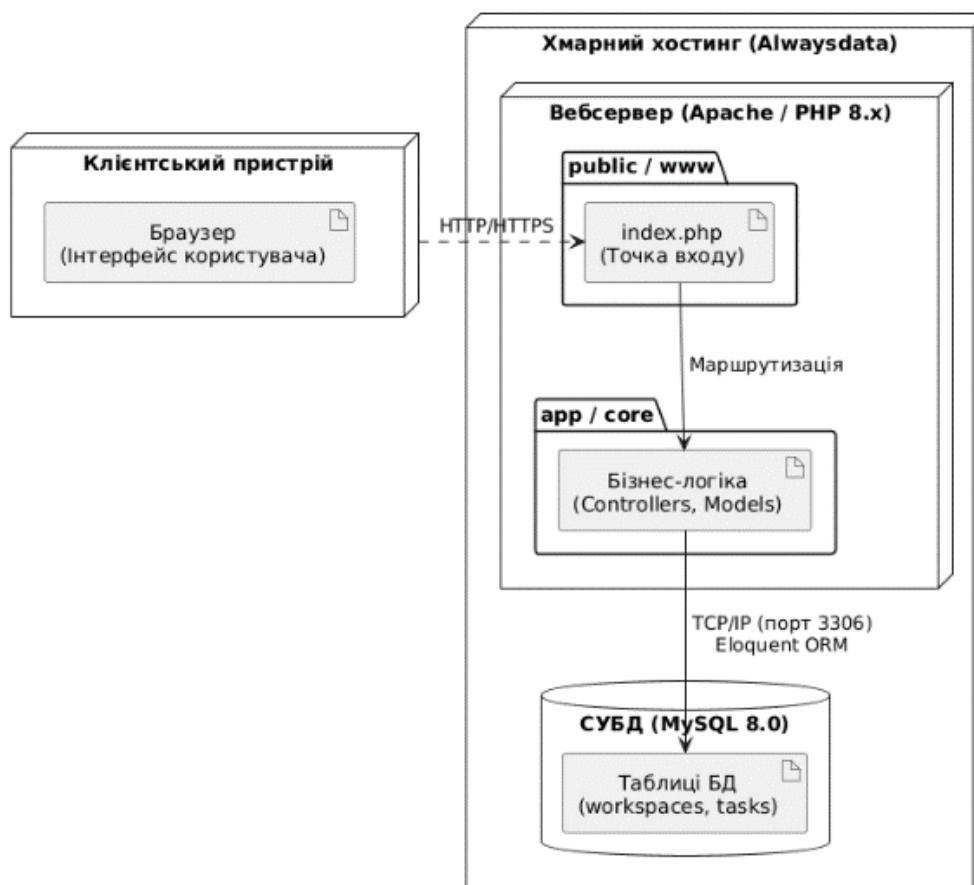 Хмарний хостинг (Alwaysdata)
Вебсервер (Apache / PHP 8.x)
Клієнтський пристрій
public / www
Браузер
(Інтерфейс користувача)
HTTP/HTTPS
index.php
(Точка входу)
Маршрутизація
app / core
Бізнес-логіка
(Controllers, Models)
TCP/IP (порт 3306)
Eloquent ORM
СУБД (MySQL 8.0)
Таблиці БД
(workspaces, tasks)